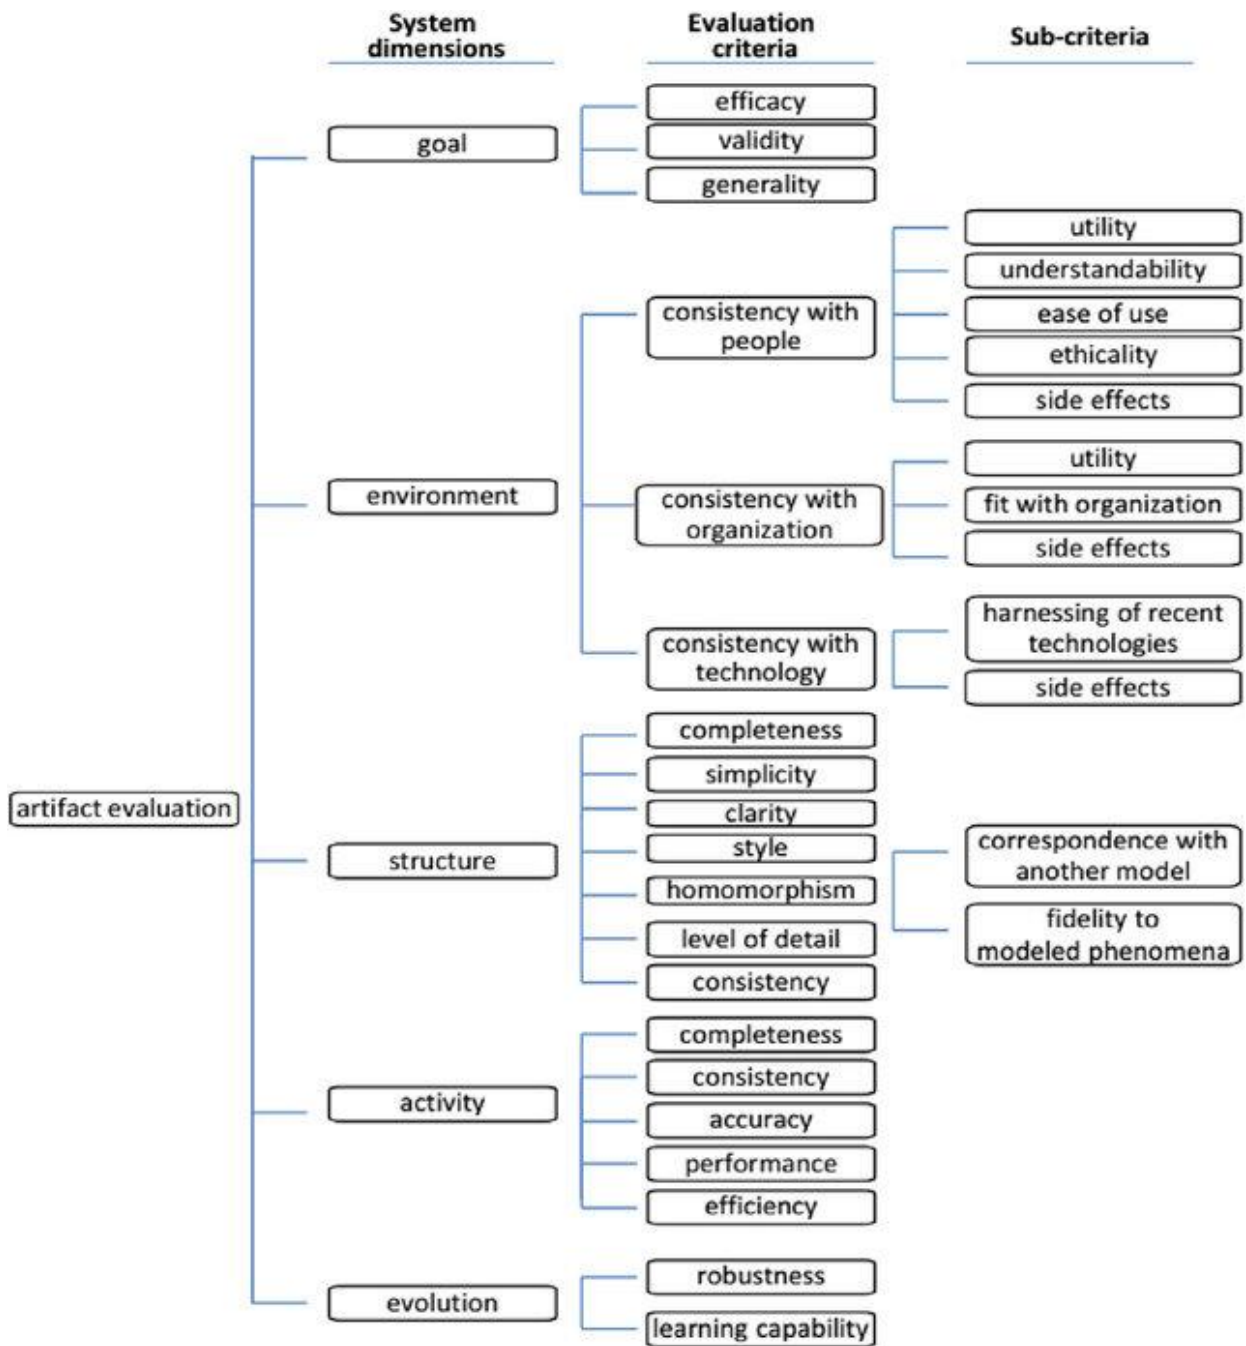 System
dimensions
Evaluation
criteria
Sub-criteria
artifact evaluation
goal
efficacy
validity
generality
environment
consistency with
people
utility
understandability
ease of use
ethicality
side effects
consistency with
organization
utility
fit with organization
side effects
consistency with
technology
harnessing of recent
technologies
side effects
structure
completeness
simplicity
clarity
style
homomorphism
correspondence with
another model
fidelity to
modeled phenomena
level of detail
consistency
activity
completeness
consistency
accuracy
performance
efficiency
evolution
robustness
learning capability